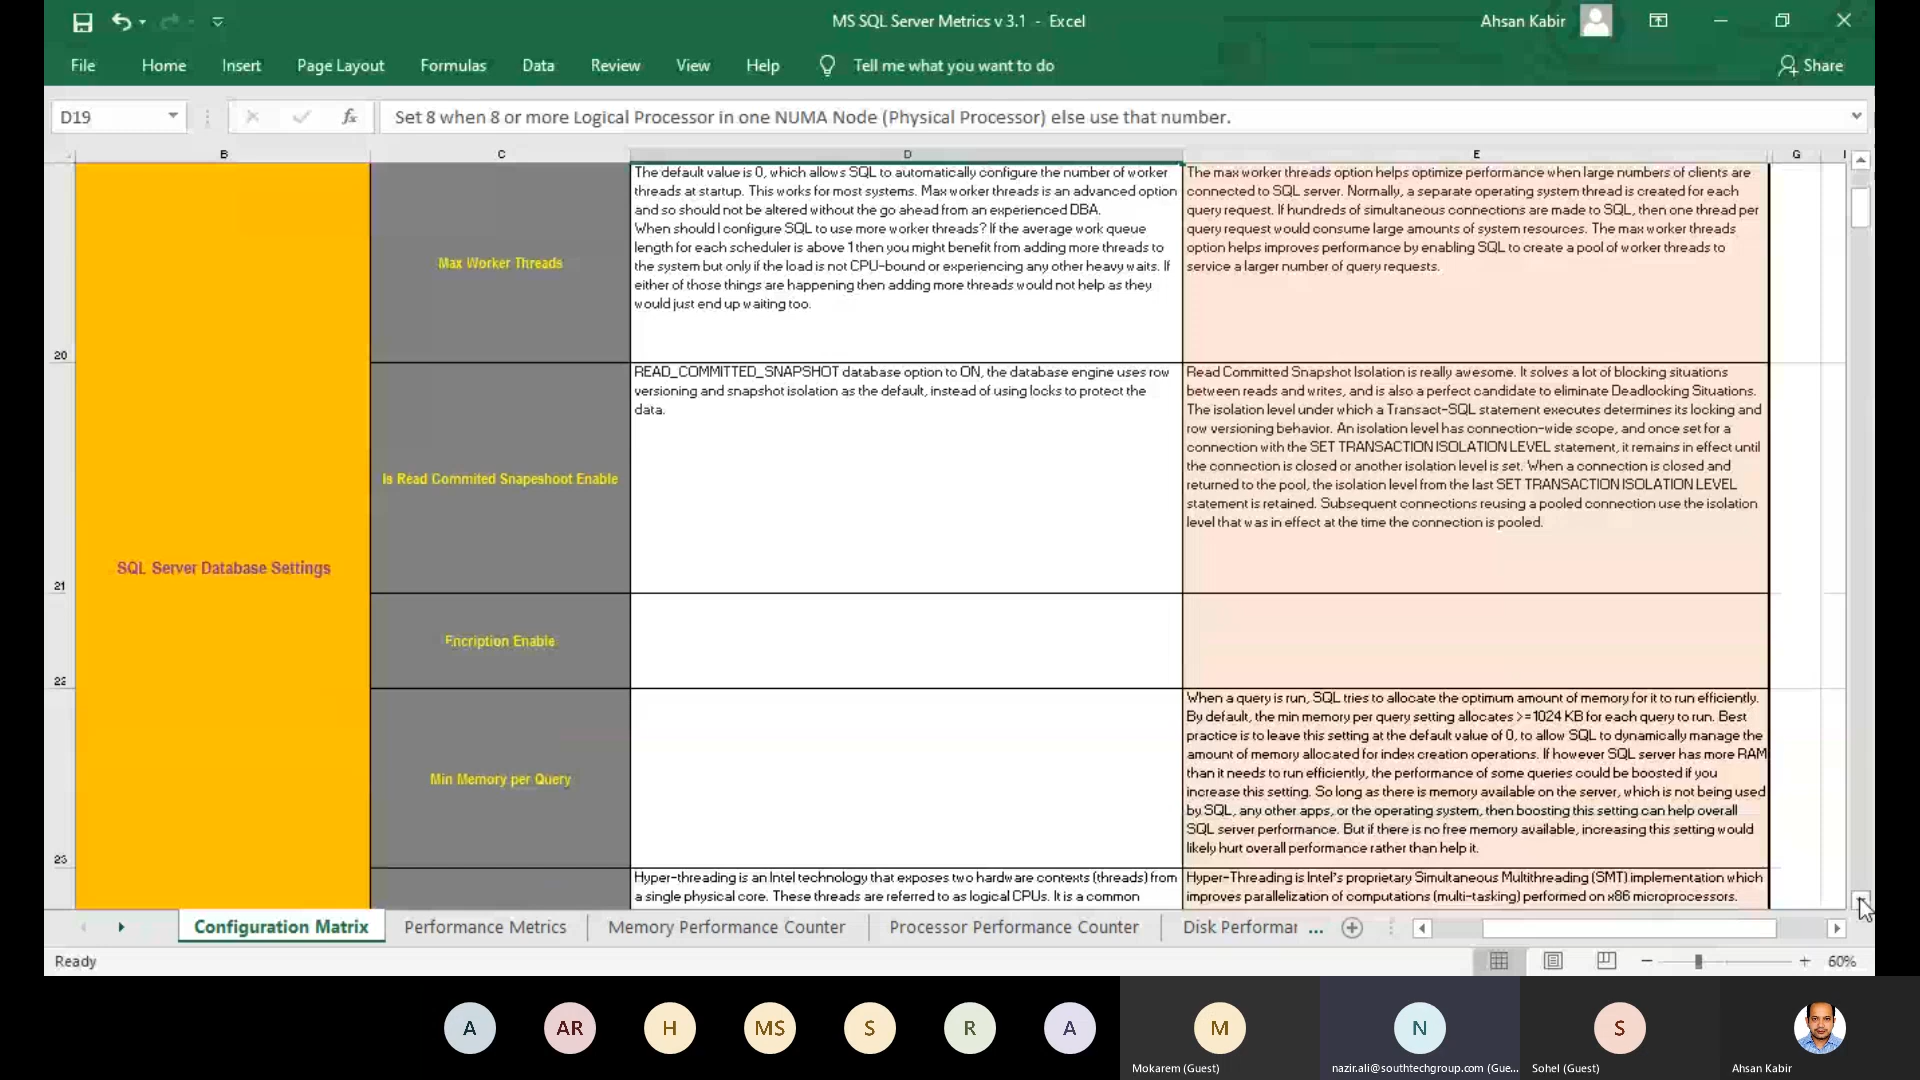 MS SQL Server Metrics v 3.1 - Excel
Ahsan Kabir
File Home Insert Page Layout Formulas Data Review View Help Tell me what you want to do Share
D19 fx Set 8 when 8 or more Logical Processor in one NUMA Node (Physical Processor) else use that number.
B C D E G
SQL Server Database Settings
20
Max Worker Threads
The default value is 0, which allows SQL to automatically configure the number of worker
threads at startup. This works for most systems. Max worker threads is an advanced option
and so should not be altered without the go ahead from an experienced DBA.
When should I configure SQL to use more worker threads? If the average work queue
length for each scheduler is above 1 then you might benefit from adding more threads to
the system but only if the load is not CPU-bound or experiencing any other heavy waits. If
either of those things are happening then adding more threads would not help as they
would just end up waiting too.
The max worker threads option helps optimize performance when large numbers of clients are
connected to SQL server. Normally, a separate operating system thread is created for each
query request. If hundreds of simultaneous connections are made to SQL, then one thread per
query request would consume large amounts of system resources. The max worker threads
option helps improves performance by enabling SQL to create a pool of worker threads to
service a larger number of query requests.
21
Is Read Commited Snapeshoot Enable
READ_COMMITTED_SNAPSHOT database option to ON, the database engine uses row
versioning and snapshot isolation as the default, instead of using locks to protect the
data.
Read Committed Snapshot Isolation is really awesome. It solves a lot of blocking situations
between reads and writes, and is also a perfect candidate to eliminate Deadlocking Situations.
The isolation level under which a Transact-SQL statement executes determines its locking and
row versioning behavior. An isolation level has connection-wide scope, and once set for a
connection with the SET TRANSACTION ISOLATION LEVEL statement, it remains in effect until
the connection is closed or another isolation level is set. When a connection is closed and
returned to the pool, the isolation level from the last SET TRANSACTION ISOLATION LEVEL
statement is retained. Subsequent connections reusing a pooled connection use the isolation
level that was in effect at the time the connection is pooled.
22
Encription Enable
23
Min Memory per Query
When a query is run, SQL tries to allocate the optimum amount of memory for it to run efficiently.
By default, the min memory per query setting allocates >=1024 KB for each query to run. Best
practice is to leave this setting at the default value of 0, to allow SQL to dynamically manage the
amount of memory allocated for index creation operations. If however SQL server has more RAM
than it needs to run efficiently, the performance of some queries could be boosted if you
increase this setting. So long as there is memory available on the server, which is not being used
by SQL, any other apps, or the operating system, then boosting this setting can help overall
SQL server performance. But if there is no free memory available, increasing this setting would
likely hurt overall performance rather than help it.
Hyper-threading is an Intel technology that exposes two hardware contexts (threads) from
a single physical core. These threads are referred to as logical CPUs. It is a common
Hyper-Threading is Intel's proprietary Simultaneous Multithreading (SMT) implementation which
improves parallelization of computations (multi-tasking) performed on x86 microprocessors.
Configuration Matrix Performance Metrics Memory Performance Counter Processor Performance Counter Disk Performar ...
Ready 60%
A AR H MS S R A M N S
Mokarem (Guest) nazir.ali@southtechgroup.com (Gue... Sohel (Guest) Ahsan Kabir